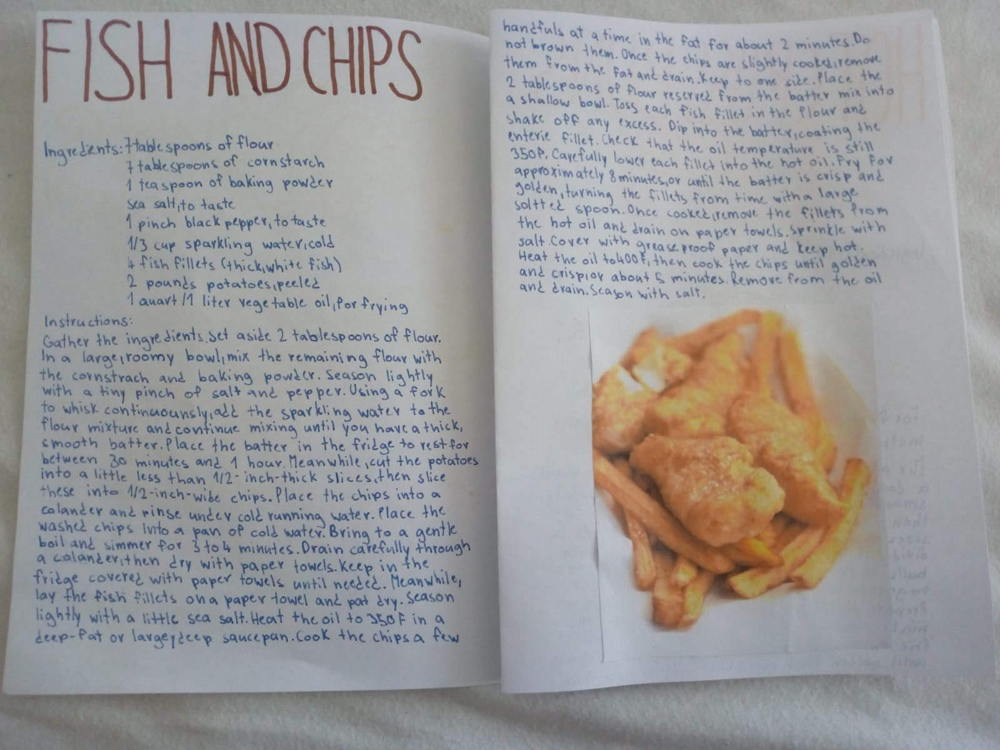 FISH AND CHIPS
Ingredients: 7 tablespoons of flour
7 tablespoons of cornstarch
1 teaspoon of baking powder
sea salt, to taste
1 pinch black pepper, to taste
1/3 cup sparkling water, cold
4 fish fillets (thick, white fish)
2 pounds potatoes, peeled
1 quart /1 liter vegetable oil, for frying
Instructions:
Gather the ingredients. Set aside 2 tablespoons of flour.
In a large, roomy bowl, mix the remaining flour with
the cornstrach and baking powder. Season lightly
with a tiny pinch of salt and pepper. Using a fork
to whisk continuounsly, add the sparkling water to the
flour mixture and continue mixing until you have a thick,
smooth batter. Place the batter in the fridge to rest for
between 30 minutes and 1 hour. Meanwhile, cut the potatoes
into a little less than 1/2-inch-thick slices, then slice
these into 1/2-inch-wide chips. Place the chips into a
colander and rinse under cold running water. Place the
washed chips into a pan of cold water. Bring to a gentle
boil and simmer for 3 to 4 minutes. Drain carefully through
a colander, then dry with paper towels. Keep in the
fridge covered with paper towels until needed. Meanwhile,
lay the fish fillets on a paper towel and pat dry. Season
lightly with a little sea salt. Heat the oil to 350 F in a
deep-fat or large, deep saucepan. Cook the chips a few
handfuls at a time in the fat for about 2 minutes. Do
not brown them. Once the chips are slightly cooked, remove
them from the fat and drain. Keep to one side. Place the
2 tablespoons of flour reserved from the batter mix into
a shallow bowl. Toss each fish fillet in the flour and
shake off any excess. Dip into the batter, coating the
enterie fillet. Check that the oil temperature is still
350F. Carefully lower each fillet into the hot oil. Fry for
approximately 8 minutes, or until the batter is crisp and
golden, turning the fillets from time with a large
soltted spoon. Once cooked, remove the fillets from
the hot oil and drain on paper towels. Sprinkle with
salt. Cover with greaseproof paper and keep hot.
Heat the oil to 400 F, then cook the chips until golden
and crisp, or about 5 minutes. Remove from the oil
and drain. Season with salt.